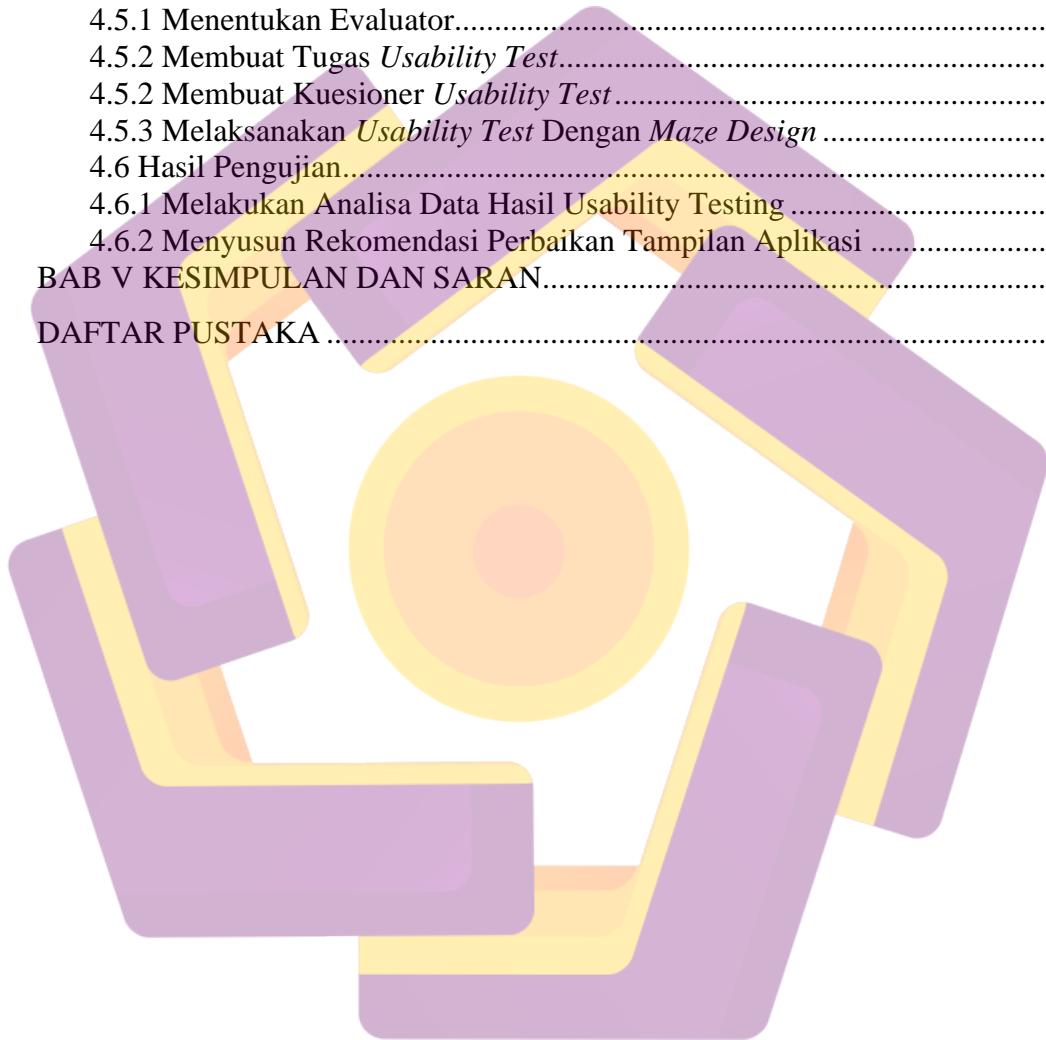 4.5.1 Menentukan Evaluator................................................................................
4.5.2 Membuat Tugas Usability Test.................................................................
4.5.2 Membuat Kuesioner Usability Test..........................................................
4.5.3 Melaksanakan Usability Test Dengan Maze Design ..............................
4.6 Hasil Pengujian...........................................................................................
4.6.1 Melakukan Analisa Data Hasil Usability Testing ..................................
4.6.2 Menyusun Rekomendasi Perbaikan Tampilan Aplikasi ........................
BAB V KESIMPULAN DAN SARAN..................................................................
DAFTAR PUSTAKA ..............................................................................................